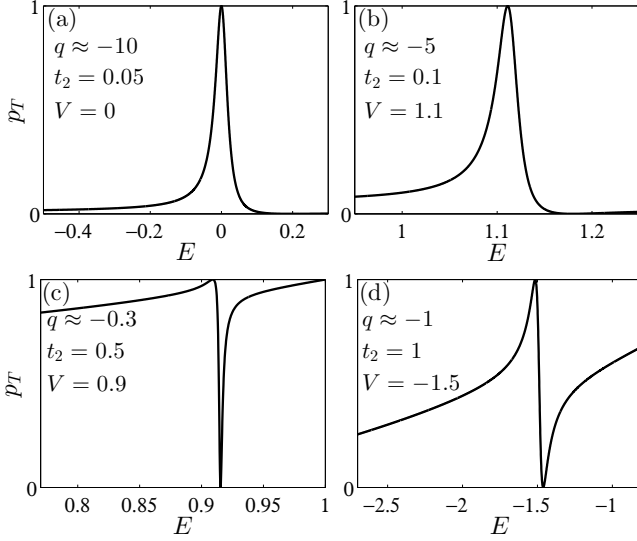 (a)
q ≈ −10
t₂ = 0.05
V = 0
1
p_T
0
−0.4 −0.2 0 0.2
E
(b)
q ≈ −5
t₂ = 0.1
V = 1.1
1
0
1 1.1 1.2
E
(c)
q ≈ −0.3
t₂ = 0.5
V = 0.9
1
p_T
0
0.8 0.85 0.9 0.95 1
E
(d)
q ≈ −1
t₂ = 1
V = −1.5
1
0
−2.5 −2 −1.5 −1
E